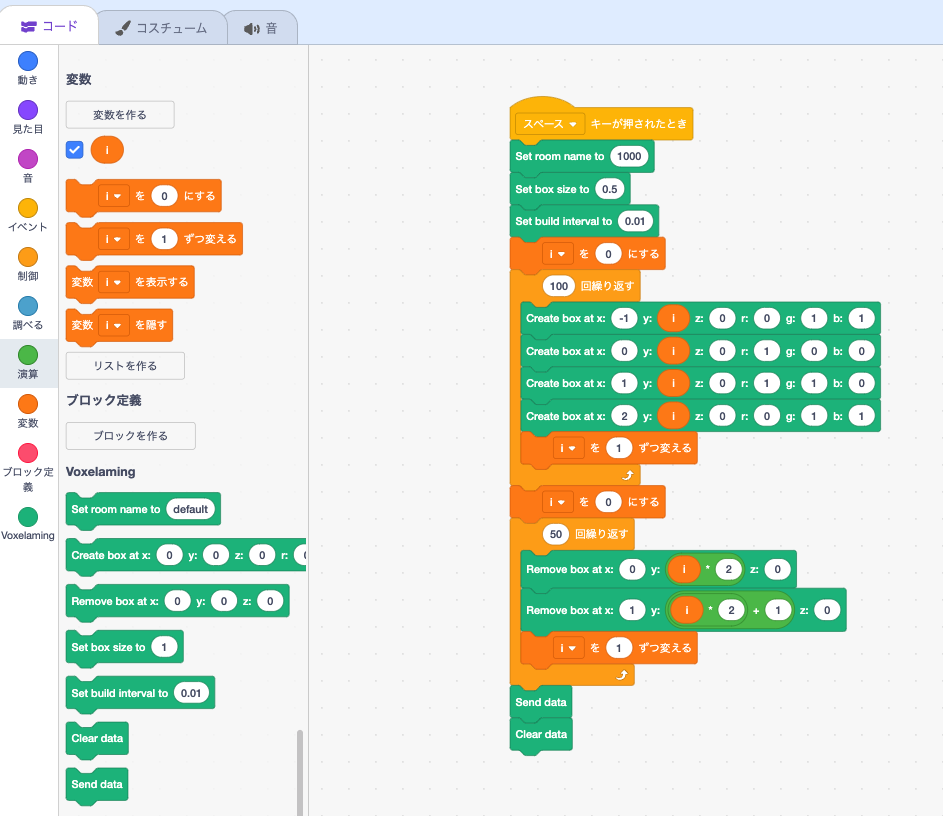 コード
コスチューム
音
動き
見た目
音
イベント
制御
調べる
演算
変数
ブロック定
義
Voxelaming
変数
変数を作る
i
i を 0 にする
i を 1 ずつ変える
変数 i を表示する
変数 i を隠す
リストを作る
ブロック定義
ブロックを作る
Voxelaming
Set room name to default
Create box at x: 0 y: 0 z: 0 r:
Remove box at x: 0 y: 0 z: 0
Set box size to 1
Set build interval to 0.01
Clear data
Send data
スペース キーが押されたとき
Set room name to 1000
Set box size to 0.5
Set build interval to 0.01
i を 0 にする
100 回繰り返す
Create box at x: -1 y: i z: 0 r: 0 g: 1 b: 1
Create box at x: 0 y: i z: 0 r: 1 g: 0 b: 0
Create box at x: 1 y: i z: 0 r: 1 g: 1 b: 0
Create box at x: 2 y: i z: 0 r: 0 g: 1 b: 1
i を 1 ずつ変える
i を 0 にする
50 回繰り返す
Remove box at x: 0 y: i * 2 z: 0
Remove box at x: 1 y: i * 2 + 1 z: 0
i を 1 ずつ変える
Send data
Clear data